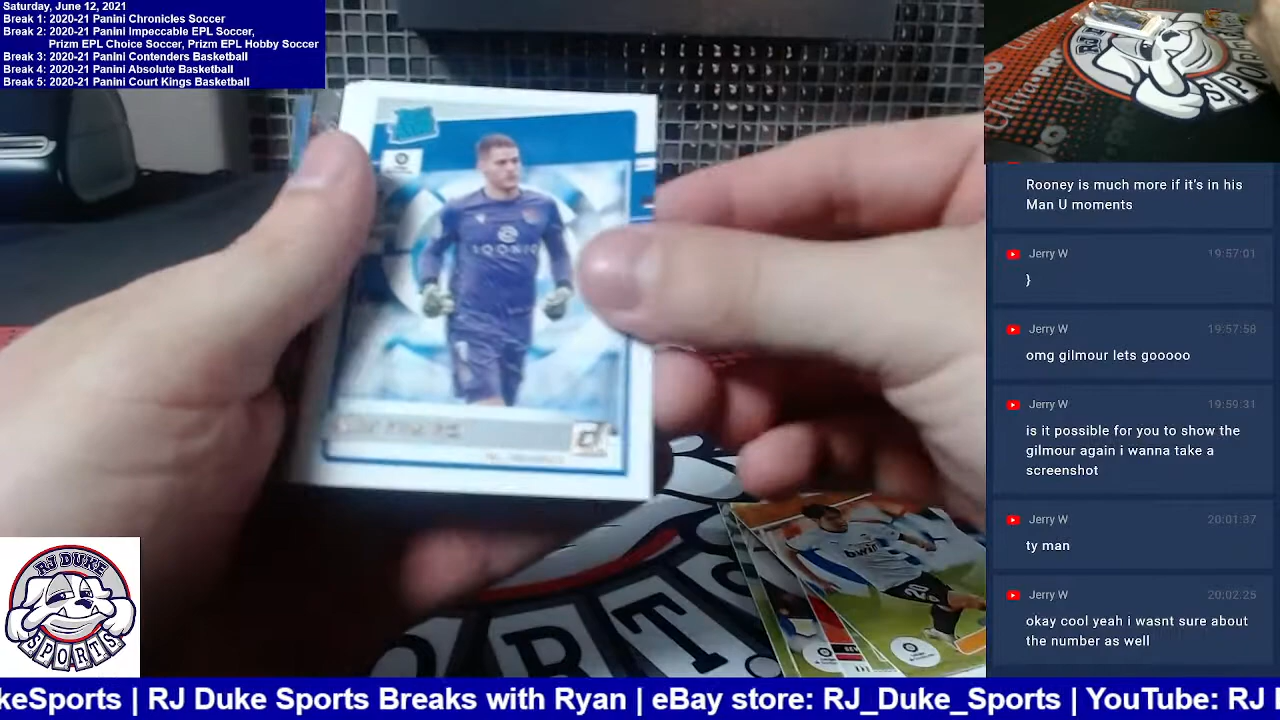 Saturday, June 12, 2021
Break 1: 2020-21 Panini Chronicles Soccer
Break 2: 2020-21 Panini Impeccable EPL Soccer,
Prizm EPL Choice Soccer, Prizm EPL Hobby Soccer
Break 3: 2020-21 Panini Contenders Basketball
Break 4: 2020-21 Panini Absolute Basketball
Break 5: 2020-21 Panini Court Kings Basketball
SPORTS
Rooney is much more if it's in his
Man U moments
Jerry W 19:57:01
}
Jerry W 19:57:58
omg gilmour lets gooooo
Jerry W 19:59:31
is it possible for you to show the
gilmour again i wanna take a
screenshot
Jerry W 20:01:37
ty man
Jerry W 20:02:25
okay cool yeah i wasnt sure about
the number as well
bwin
20
RJ DUKE
SPORTS
keSports | RJ Duke Sports Breaks with Ryan | eBay store: RJ_Duke_Sports | YouTube: RJ